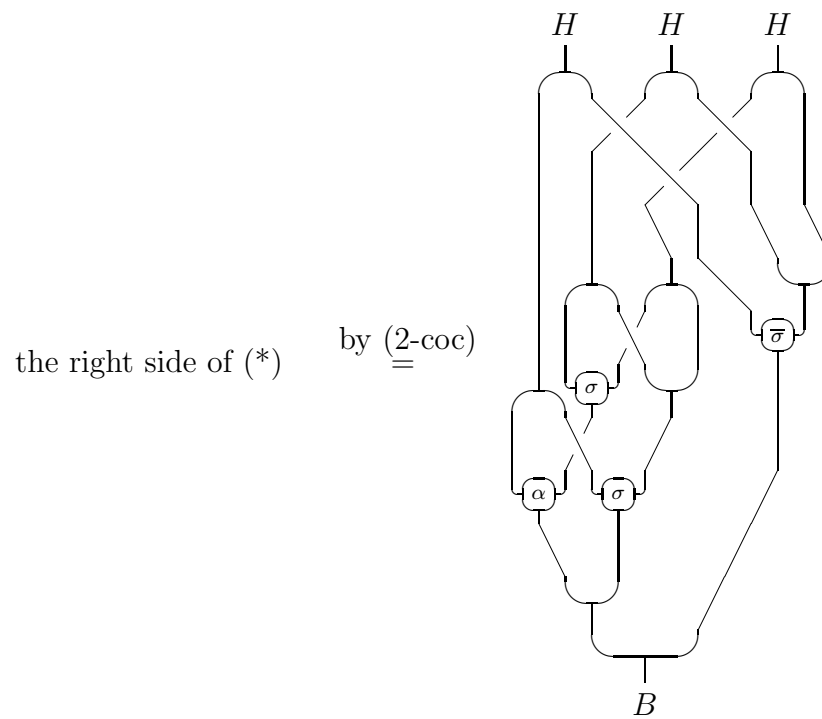 H H H
by (2-coc)
the right side of (*) =
σ̅
σ
α σ
B